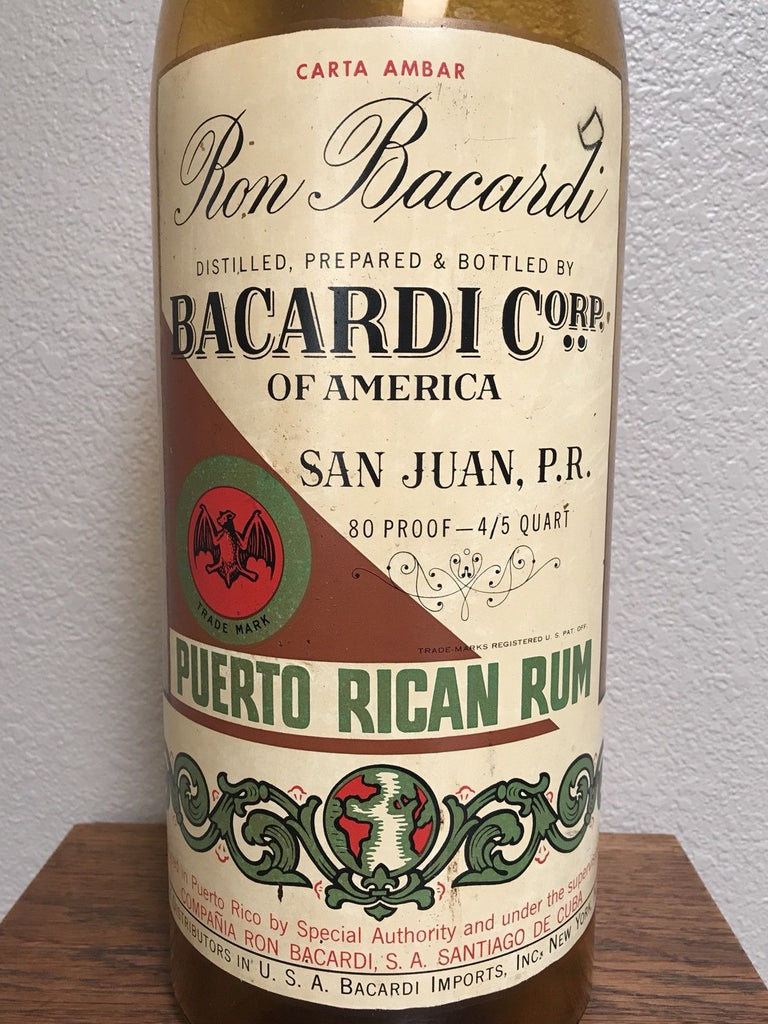 CARTA AMBAR
Ron Bacardi
DISTILLED, PREPARED & BOTTLED BY
BACARDI CORP.
OF AMERICA
SAN JUAN, P.R.
80 PROOF—4/5 QUART
TRADE MARK
TRADE-MARKS REGISTERED U. S. PAT. OFF.
PUERTO RICAN RUM
in Puerto Rico by Special Authority and under the
COMPAÑIA RON BACARDI, S. A. SANTIAGO DE CUBA
DISTRIBUTORS IN U. S. A. BACARDI IMPORTS, INC. NEW YORK